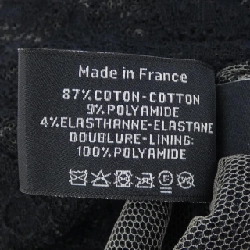 Made in France
87%COTON-COTTON
9%POLYAMIDE
4%ELASTHANNE-ELASTANE
DOUBLURE-LINING:
100%POLYAMIDE